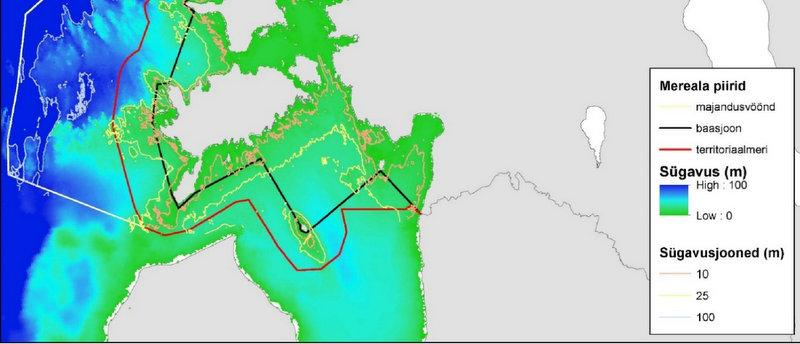 Mereala piirid
majandusvöönd
baasjoon
territoriaalmeri
Sügavus (m)
High : 100
Low : 0
Sügavusjooned (m)
10
25
100